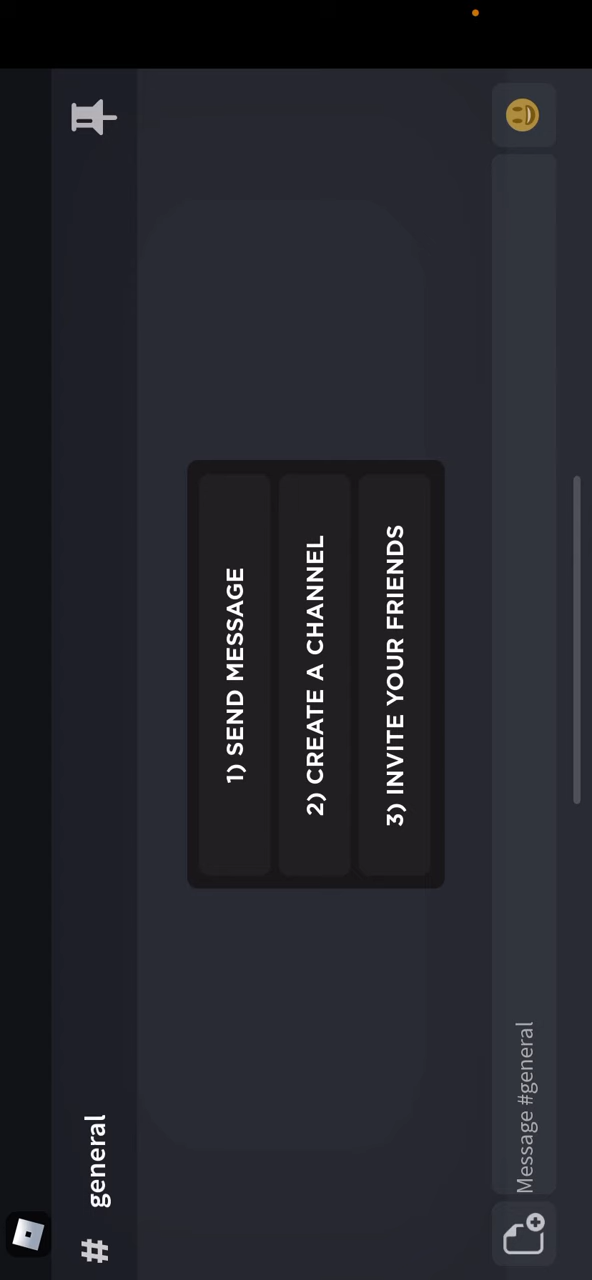 # general
1) SEND MESSAGE
2) CREATE A CHANNEL
3) INVITE YOUR FRIENDS
Message #general